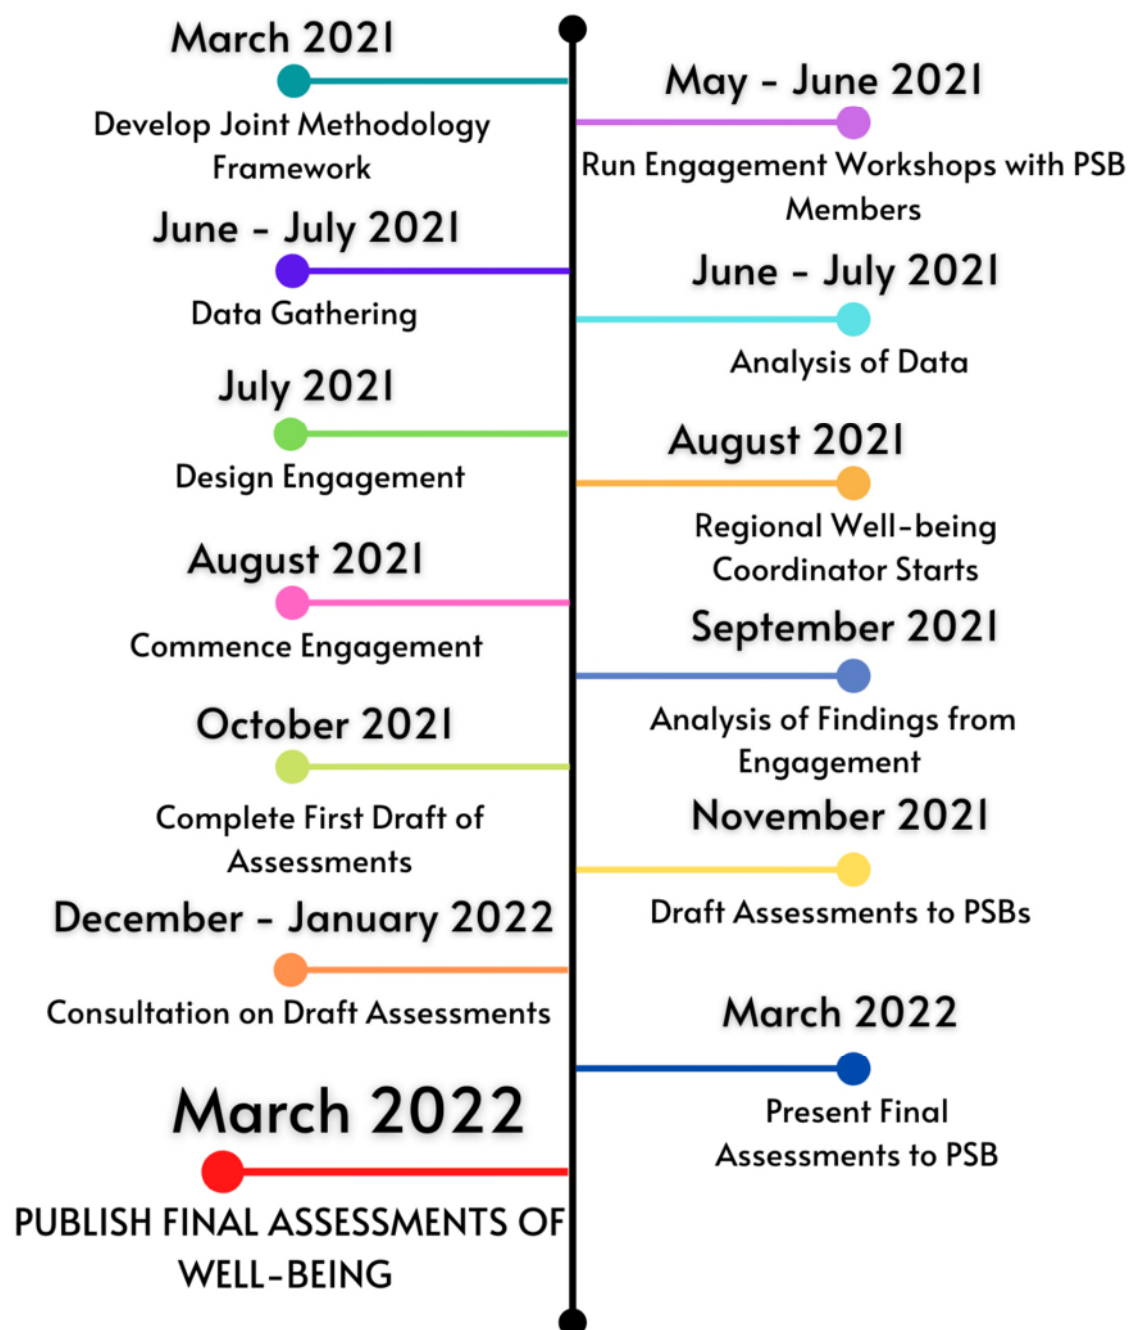 March 2021
Develop Joint Methodology
Framework
May - June 2021
Run Engagement Workshops with PSB
Members
June - July 2021
Data Gathering
June - July 2021
Analysis of Data
July 2021
Design Engagement
August 2021
Regional Well-being
Coordinator Starts
August 2021
Commence Engagement
September 2021
Analysis of Findings from
Engagement
October 2021
Complete First Draft of
Assessments
November 2021
Draft Assessments to PSBs
December - January 2022
Consultation on Draft Assessments
March 2022
Present Final
Assessments to PSB
March 2022
PUBLISH FINAL ASSESSMENTS OF
WELL-BEING